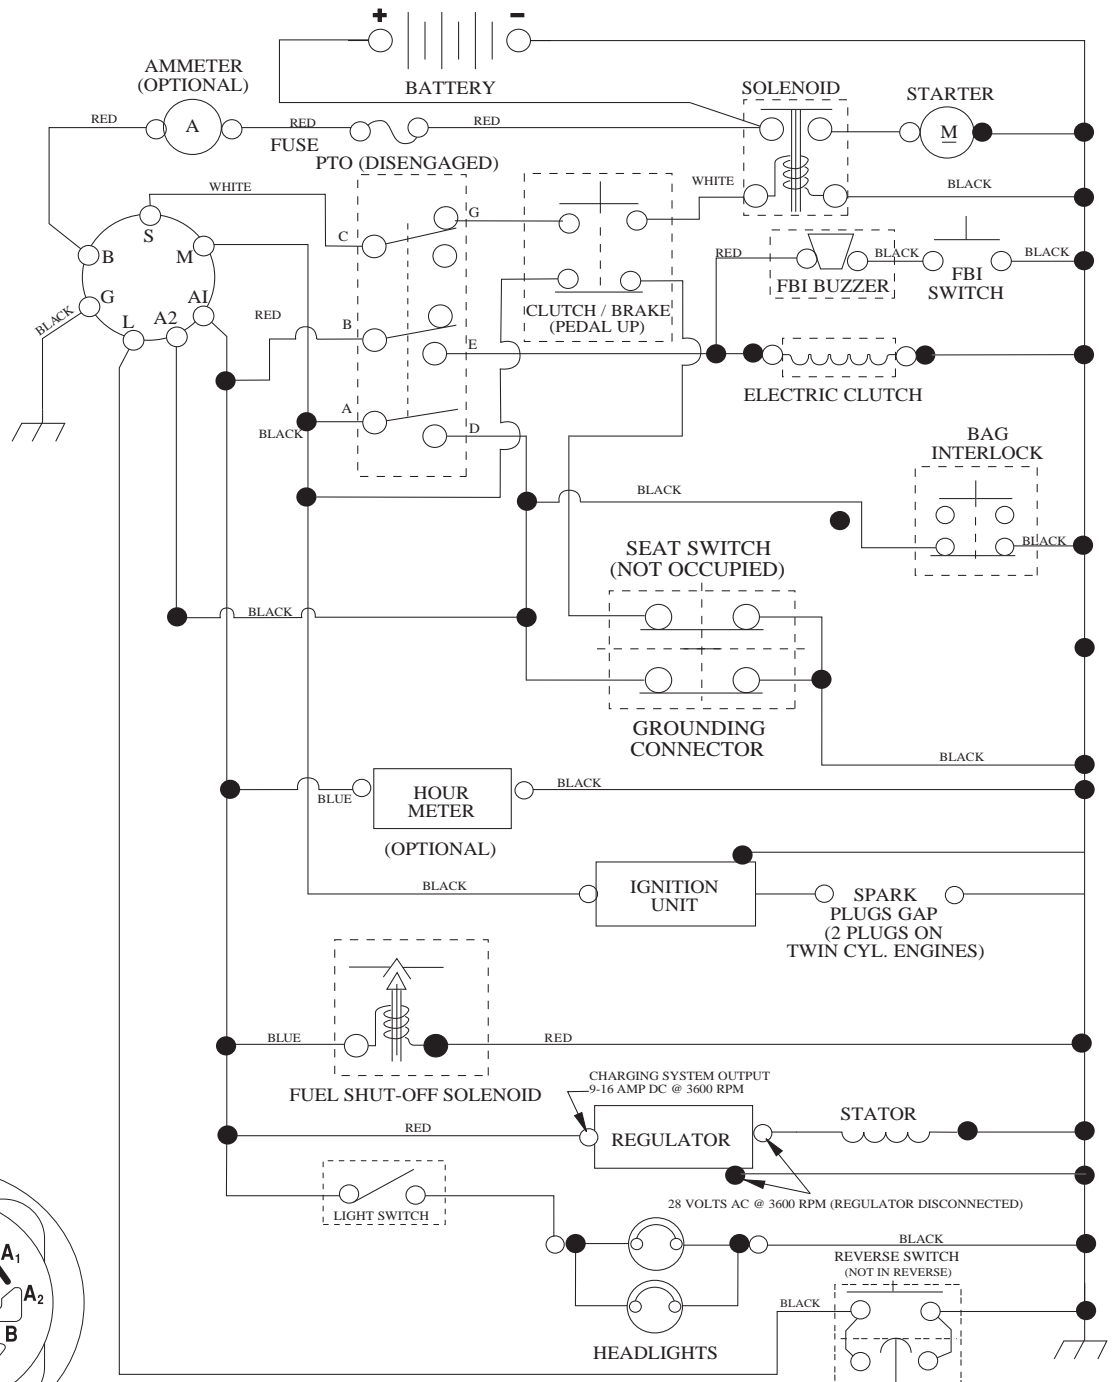 + −
BATTERY
AMMETER
(OPTIONAL)
A
RED
RED
FUSE
RED
PTO (DISENGAGED)
SOLENOID
STARTER
M
WHITE
WHITE
BLACK
S
B
M
G
A1
L
A2
BLACK
RED
BLACK
C
G
B
E
A
D
CLUTCH / BRAKE
(PEDAL UP)
RED
FBI BUZZER
BLACK
FBI
SWITCH
BLACK
ELECTRIC CLUTCH
BAG
INTERLOCK
BLACK
BLACK
SEAT SWITCH
(NOT OCCUPIED)
BLACK
GROUNDING
CONNECTOR
BLACK
BLUE
HOUR
METER
BLACK
(OPTIONAL)
BLACK
IGNITION
UNIT
SPARK
PLUGS GAP
(2 PLUGS ON
TWIN CYL. ENGINES)
BLUE
RED
FUEL SHUT-OFF SOLENOID
CHARGING SYSTEM OUTPUT
9-16 AMP DC @ 3600 RPM
RED
REGULATOR
STATOR
28 VOLTS AC @ 3600 RPM (REGULATOR DISCONNECTED)
LIGHT SWITCH
BLACK
REVERSE SWITCH
(NOT IN REVERSE)
BLACK
HEADLIGHTS
A1
A2
B